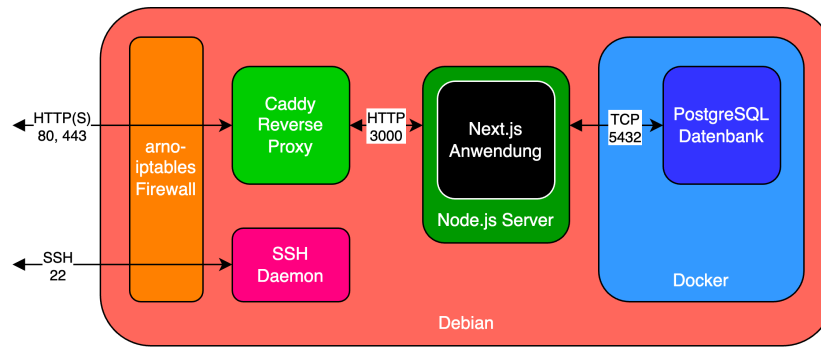 HTTP(S)
80, 443
arno-
iptables
Firewall
Caddy
Reverse
Proxy
HTTP
3000
Next.js
Anwendung
Node.js Server
TCP
5432
PostgreSQL
Datenbank
SSH
22
SSH
Daemon
Docker
Debian